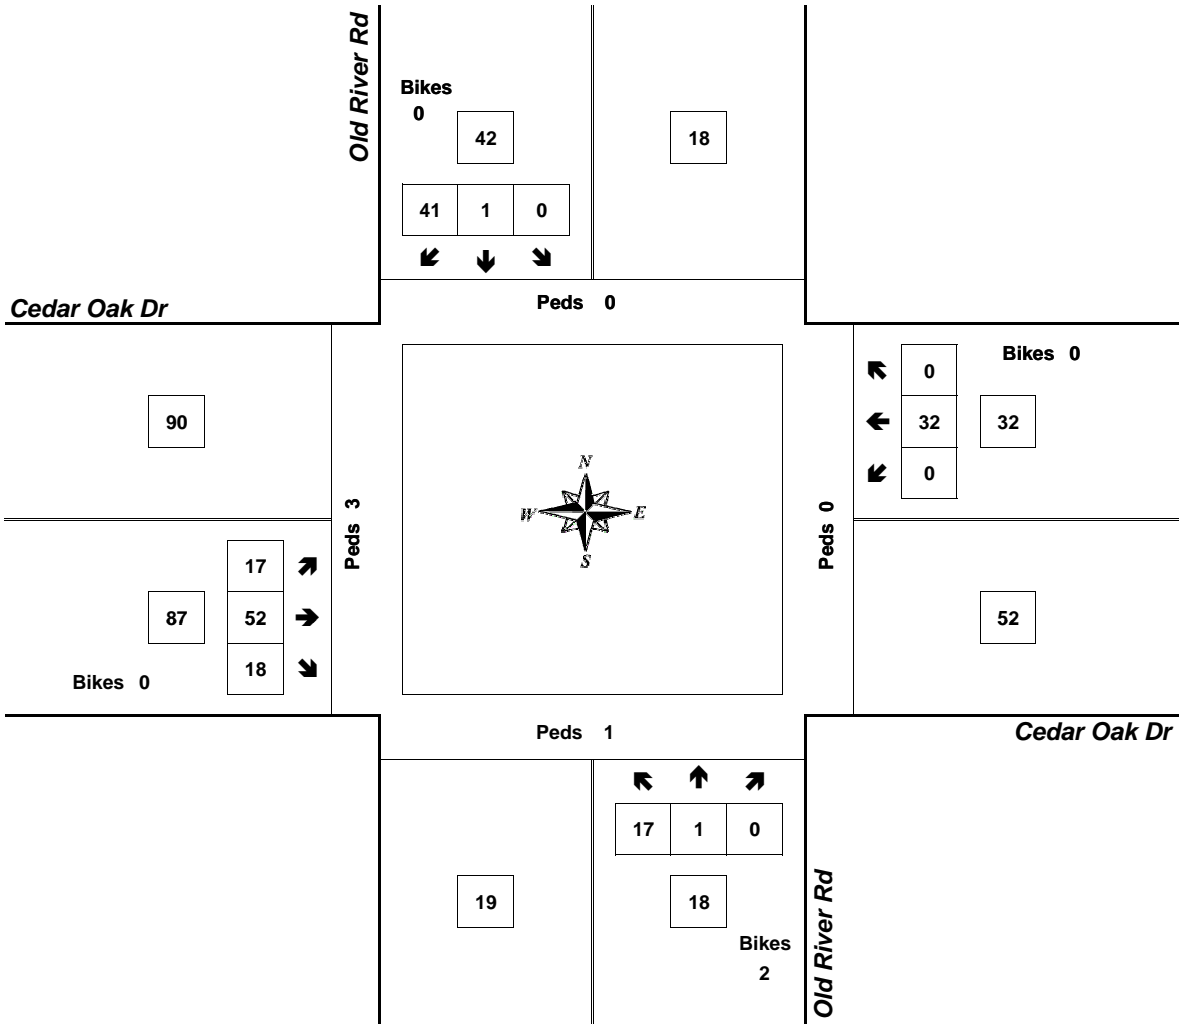 Old River Rd
Bikes
0
42
18
41 1 0
Peds 0
Cedar Oak Dr
0
Bikes 0
90
32
32
0
N
W E
S
Peds 3
Peds 0
17
87
52
52
18
Bikes 0
Peds 1
Cedar Oak Dr
17 1 0
19
18
Old River Rd
Bikes
2